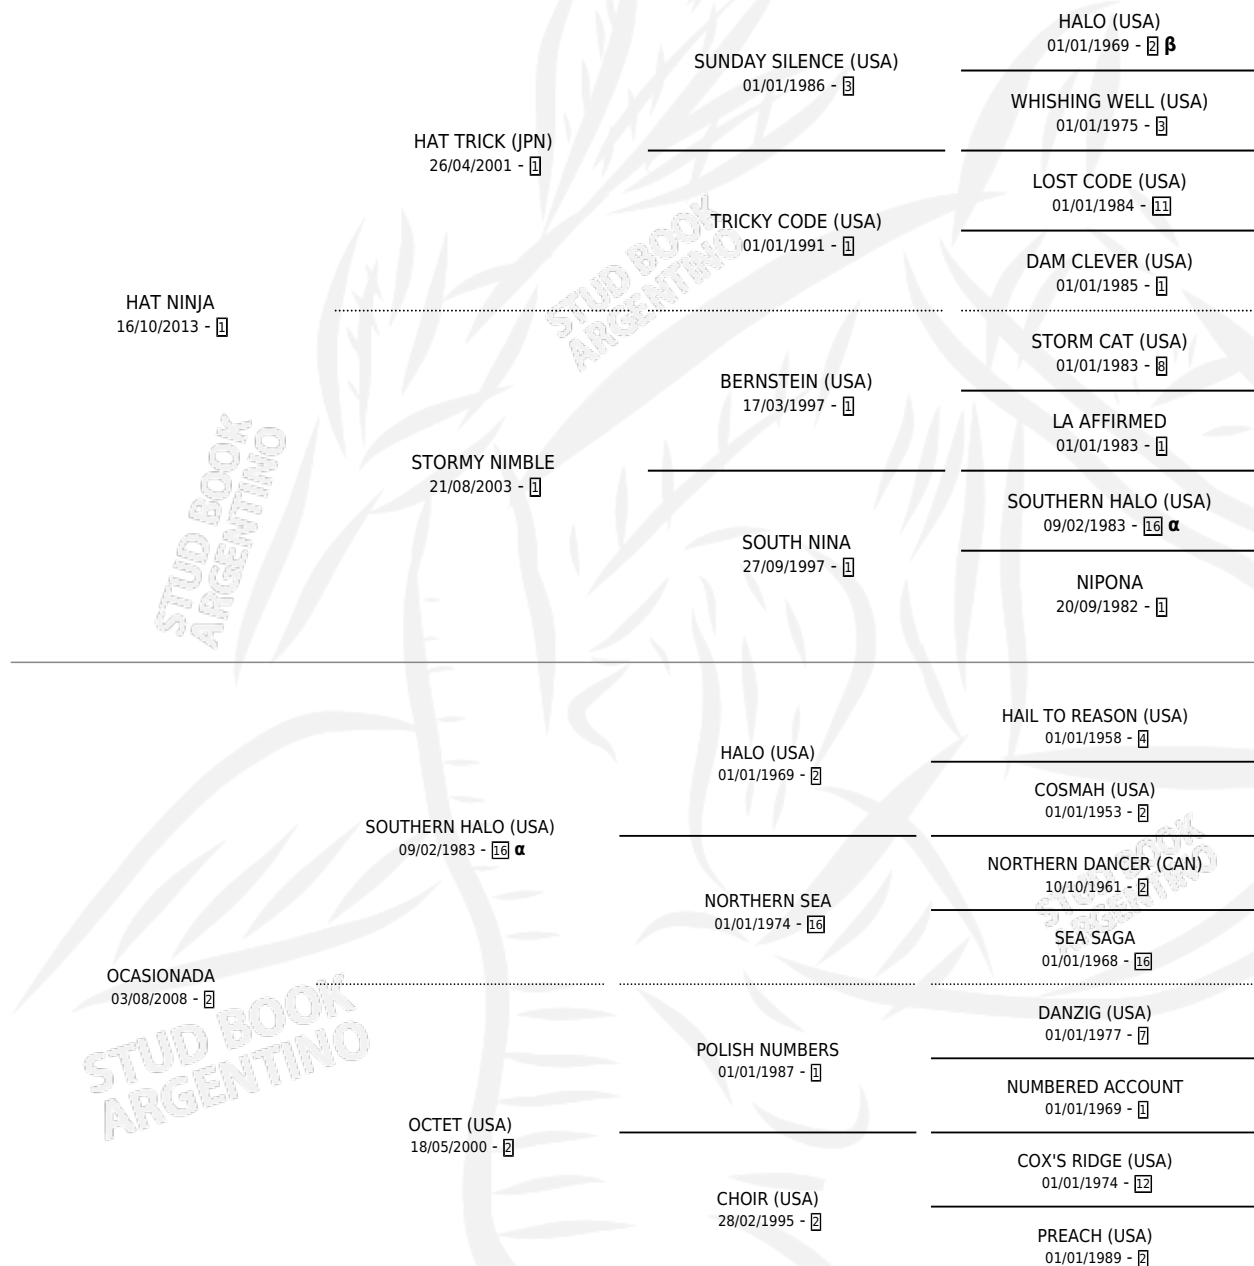 HALO (USA)
01/01/1969 - 2 β
SUNDAY SILENCE (USA)
01/01/1986 - 3
WHISHING WELL (USA)
01/01/1975 - 3
HAT TRICK (JPN)
26/04/2001 - 1
LOST CODE (USA)
01/01/1984 - 11
TRICKY CODE (USA)
01/01/1991 - 1
DAM CLEVER (USA)
01/01/1985 - 1
HAT NINJA
16/10/2013 - 1
STORM CAT (USA)
01/01/1983 - 8
BERNSTEIN (USA)
17/03/1997 - 1
LA AFFIRMED
01/01/1983 - 1
STORMY NIMBLE
21/08/2003 - 1
SOUTHERN HALO (USA)
09/02/1983 - 16 α
SOUTH NINA
27/09/1997 - 1
NIPONA
20/09/1982 - 1
HAIL TO REASON (USA)
01/01/1958 - 4
HALO (USA)
01/01/1969 - 2
COSMAH (USA)
01/01/1953 - 2
SOUTHERN HALO (USA)
09/02/1983 - 16 α
NORTHERN DANCER (CAN)
10/10/1961 - 2
NORTHERN SEA
01/01/1974 - 16
SEA SAGA
01/01/1968 - 16
OCASIONADA
03/08/2008 - 2
DANZIG (USA)
01/01/1977 - 7
POLISH NUMBERS
01/01/1987 - 1
NUMBERED ACCOUNT
01/01/1969 - 1
OCTET (USA)
18/05/2000 - 2
COX'S RIDGE (USA)
01/01/1974 - 12
CHOIR (USA)
28/02/1995 - 2
PREACH (USA)
01/01/1989 - 2
STUD BOOK
ARGENTINO
STUD BOOK
ARGENTINO
STUD BOOK
ARGENTINO
STUD BOOK
ARGENTINO